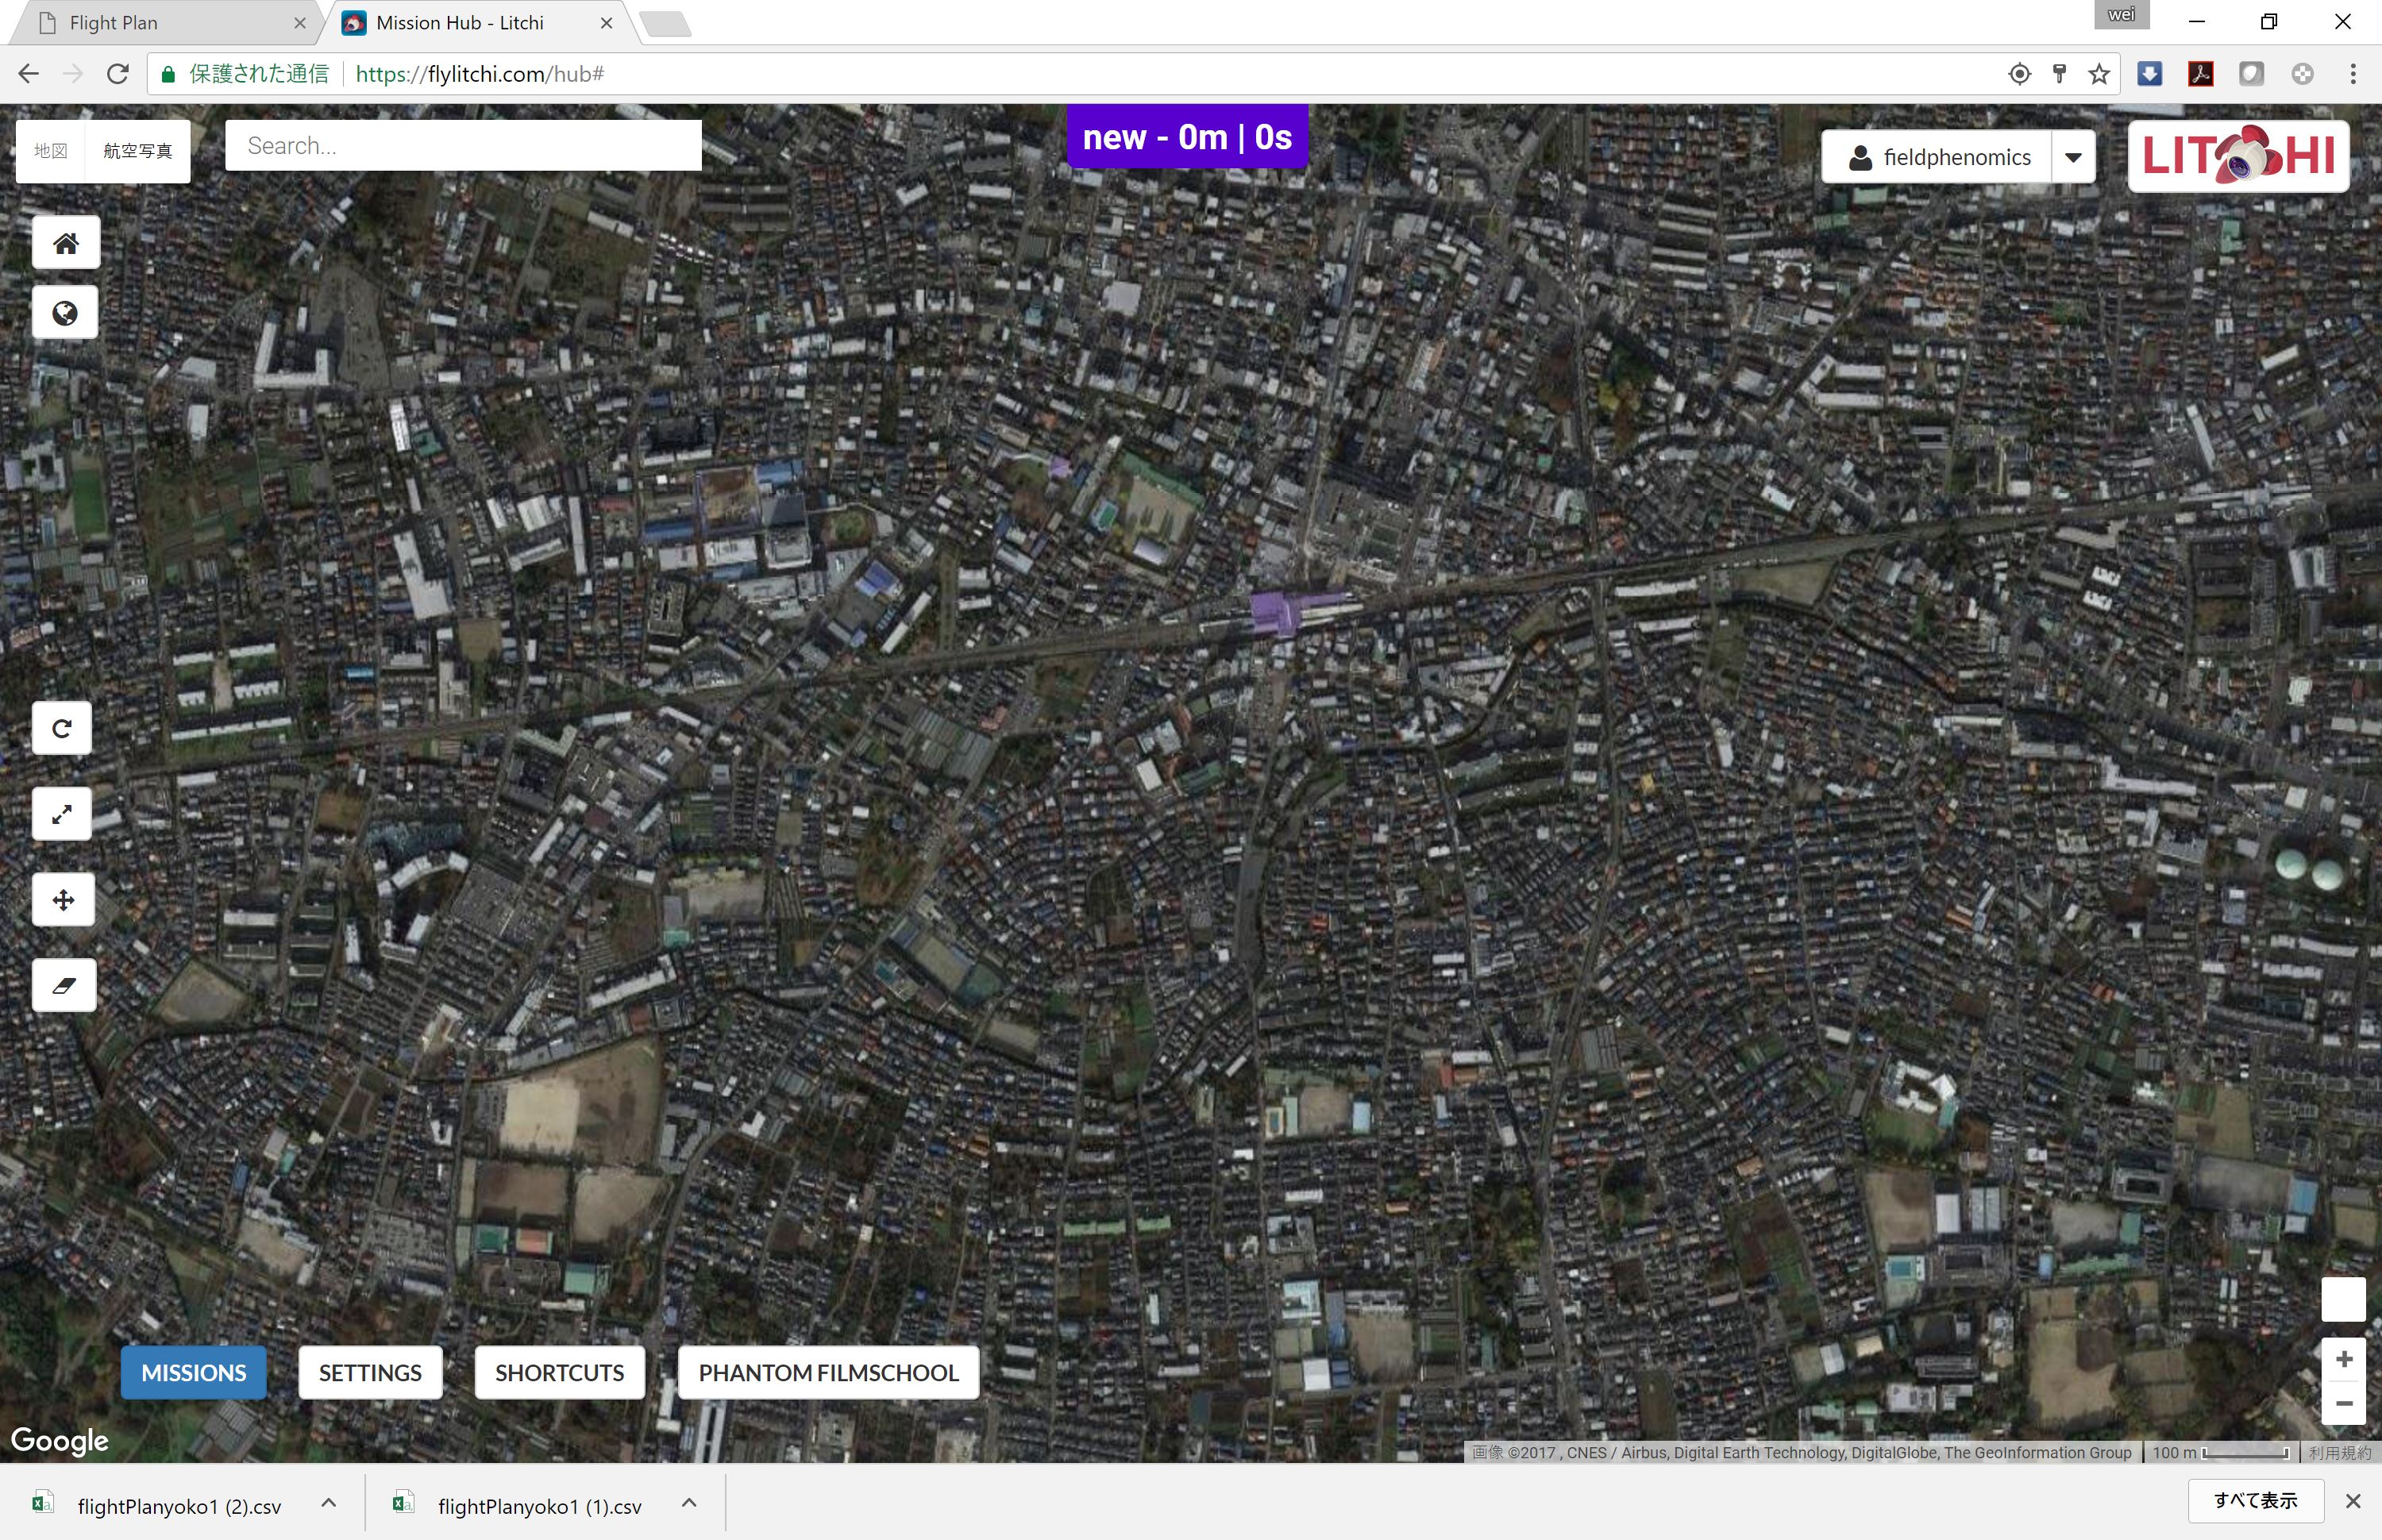 Flight Plan
Mission Hub - Litchi
wei
保護された通信
https://flylitchi.com/hub#
地図
航空写真
Search...
new - 0m | 0s
fieldphenomics
LITCHI
MISSIONS
SETTINGS
SHORTCUTS
PHANTOM FILMSCHOOL
Google
画像 ©2017 , CNES / Airbus, Digital Earth Technology, DigitalGlobe, The GeoInformation Group
100 m
利用規約
flightPlanyoko1 (2).csv
flightPlanyoko1 (1).csv
すべて表示